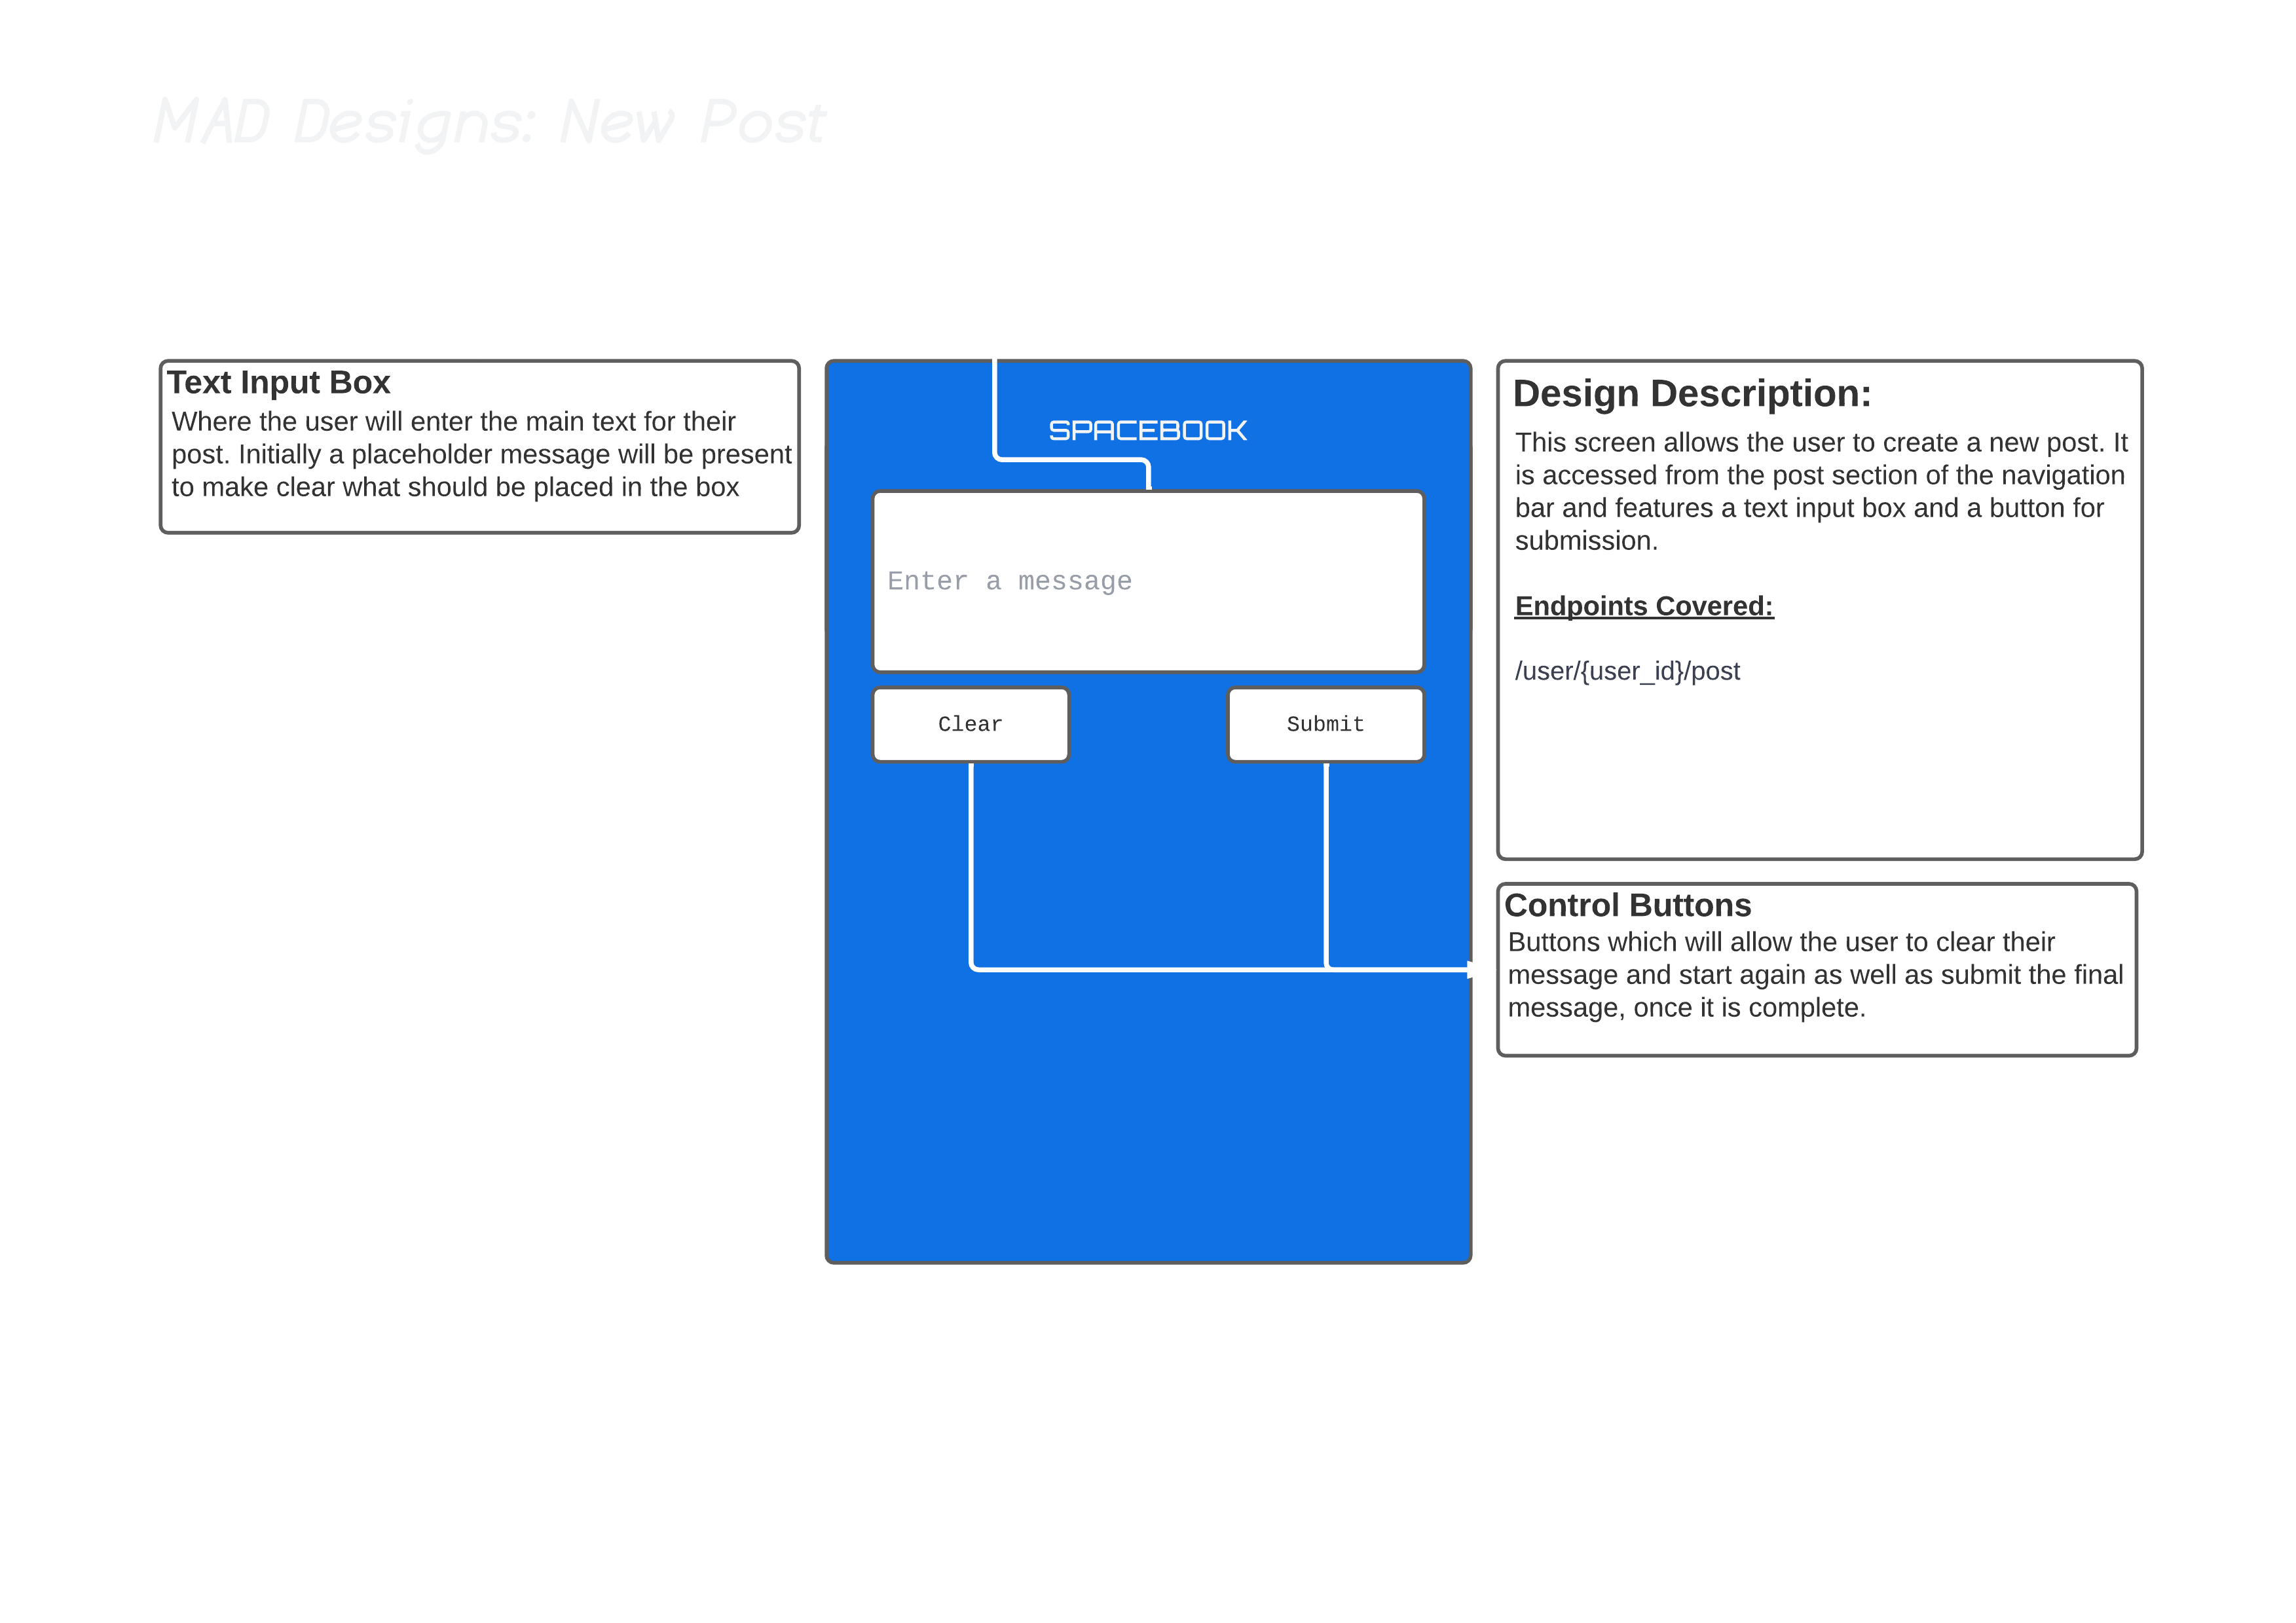 MAD Designs: New Post
Text Input Box
Where the user will enter the main text for their
post. Initially a placeholder message will be present
to make clear what should be placed in the box
SPACEBOOK
Enter a message
Clear
Submit
Design Description:
This screen allows the user to create a new post. It
is accessed from the post section of the navigation
bar and features a text input box and a button for
submission.
Endpoints Covered:
/user/{user_id}/post
Control Buttons
Buttons which will allow the user to clear their
message and start again as well as submit the final
message, once it is complete.